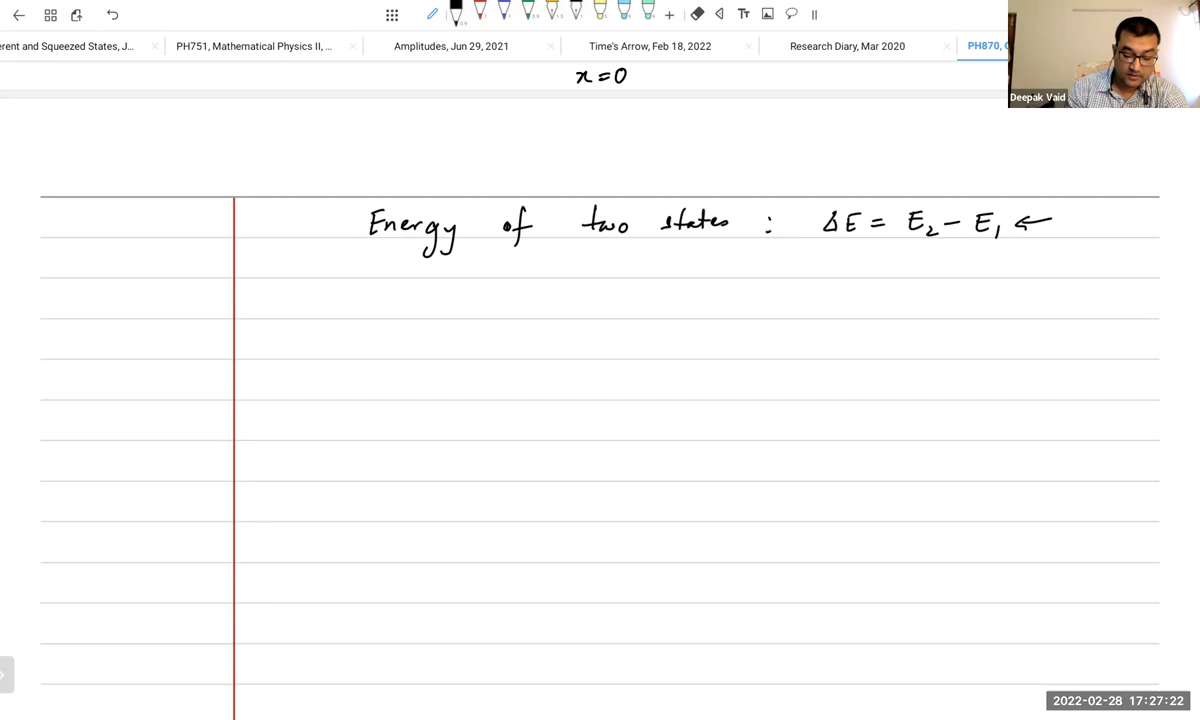 erent and Squeezed States, J...
PH751, Mathematical Physics II, ...
Amplitudes, Jun 29, 2021
Time's Arrow, Feb 18, 2022
Research Diary, Mar 2020
PH870,
x = 0
Deepak Vaid
Energy of two states : ΔE = E₂ − E₁ ←
2022-02-28 17:27:22